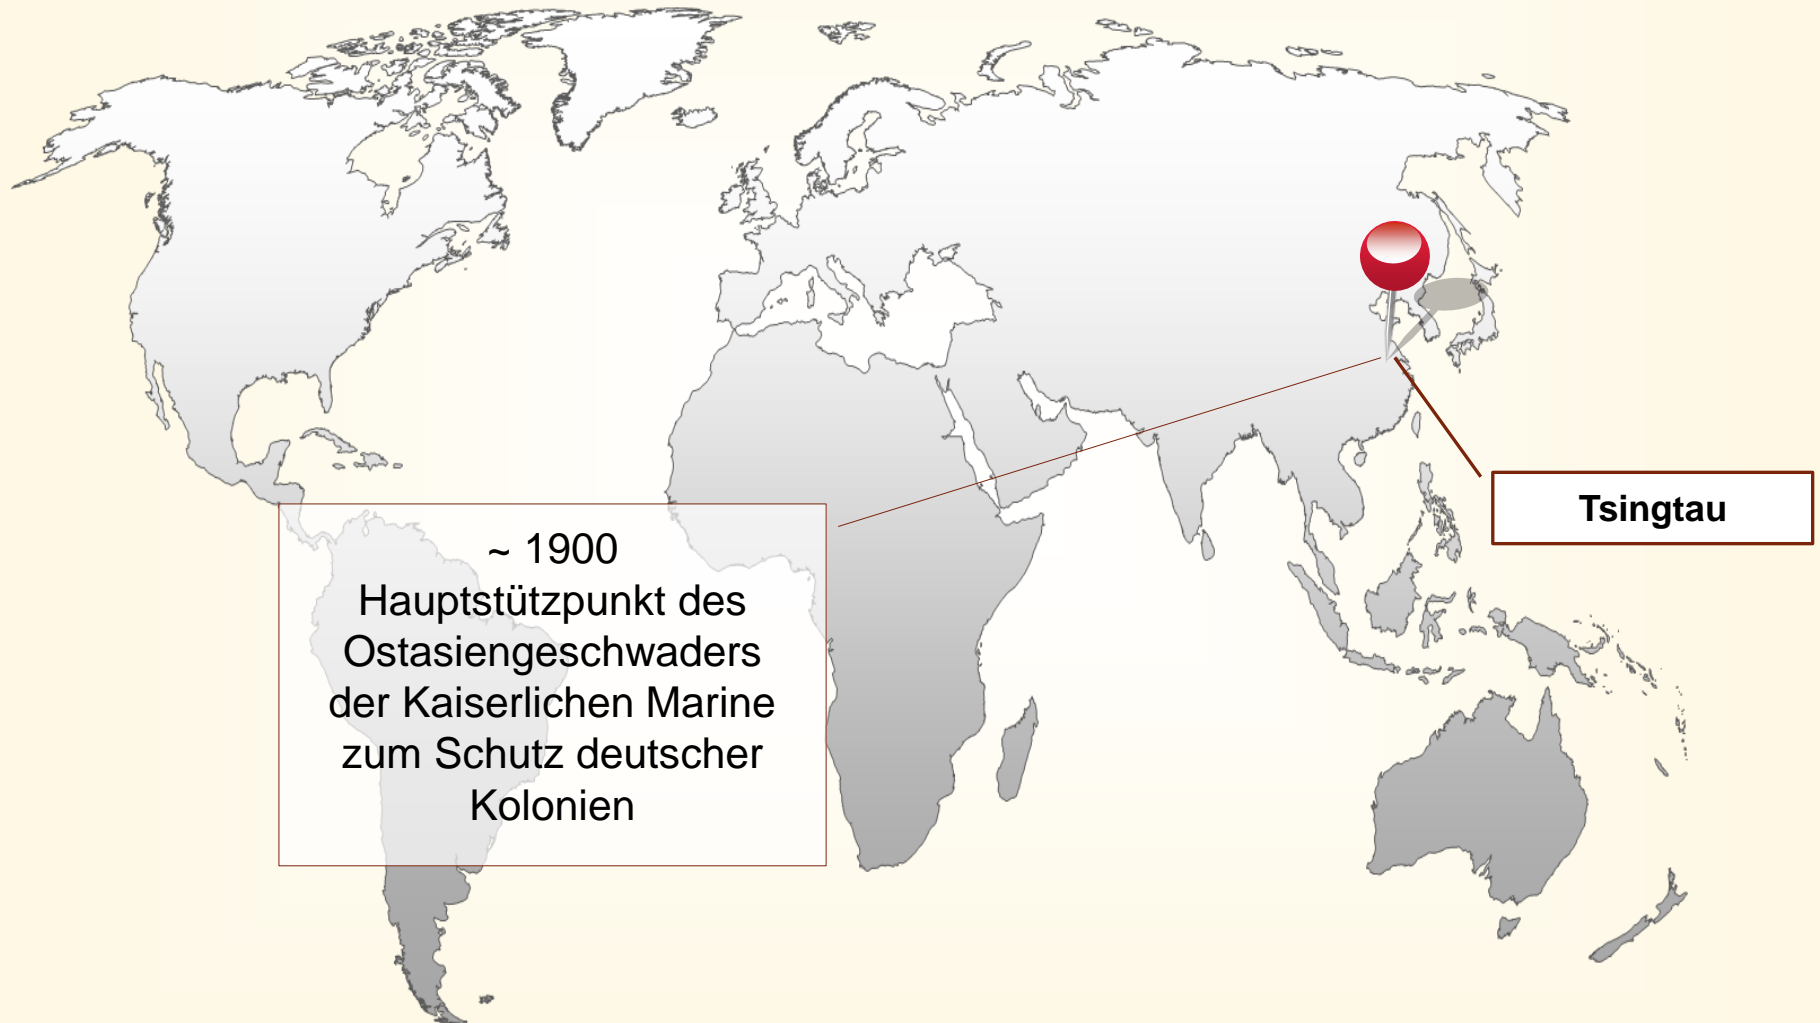 ~ 1900
Hauptstützpunkt des
Ostasiengeschwaders
der Kaiserlichen Marine
zum Schutz deutscher
Kolonien
Tsingtau